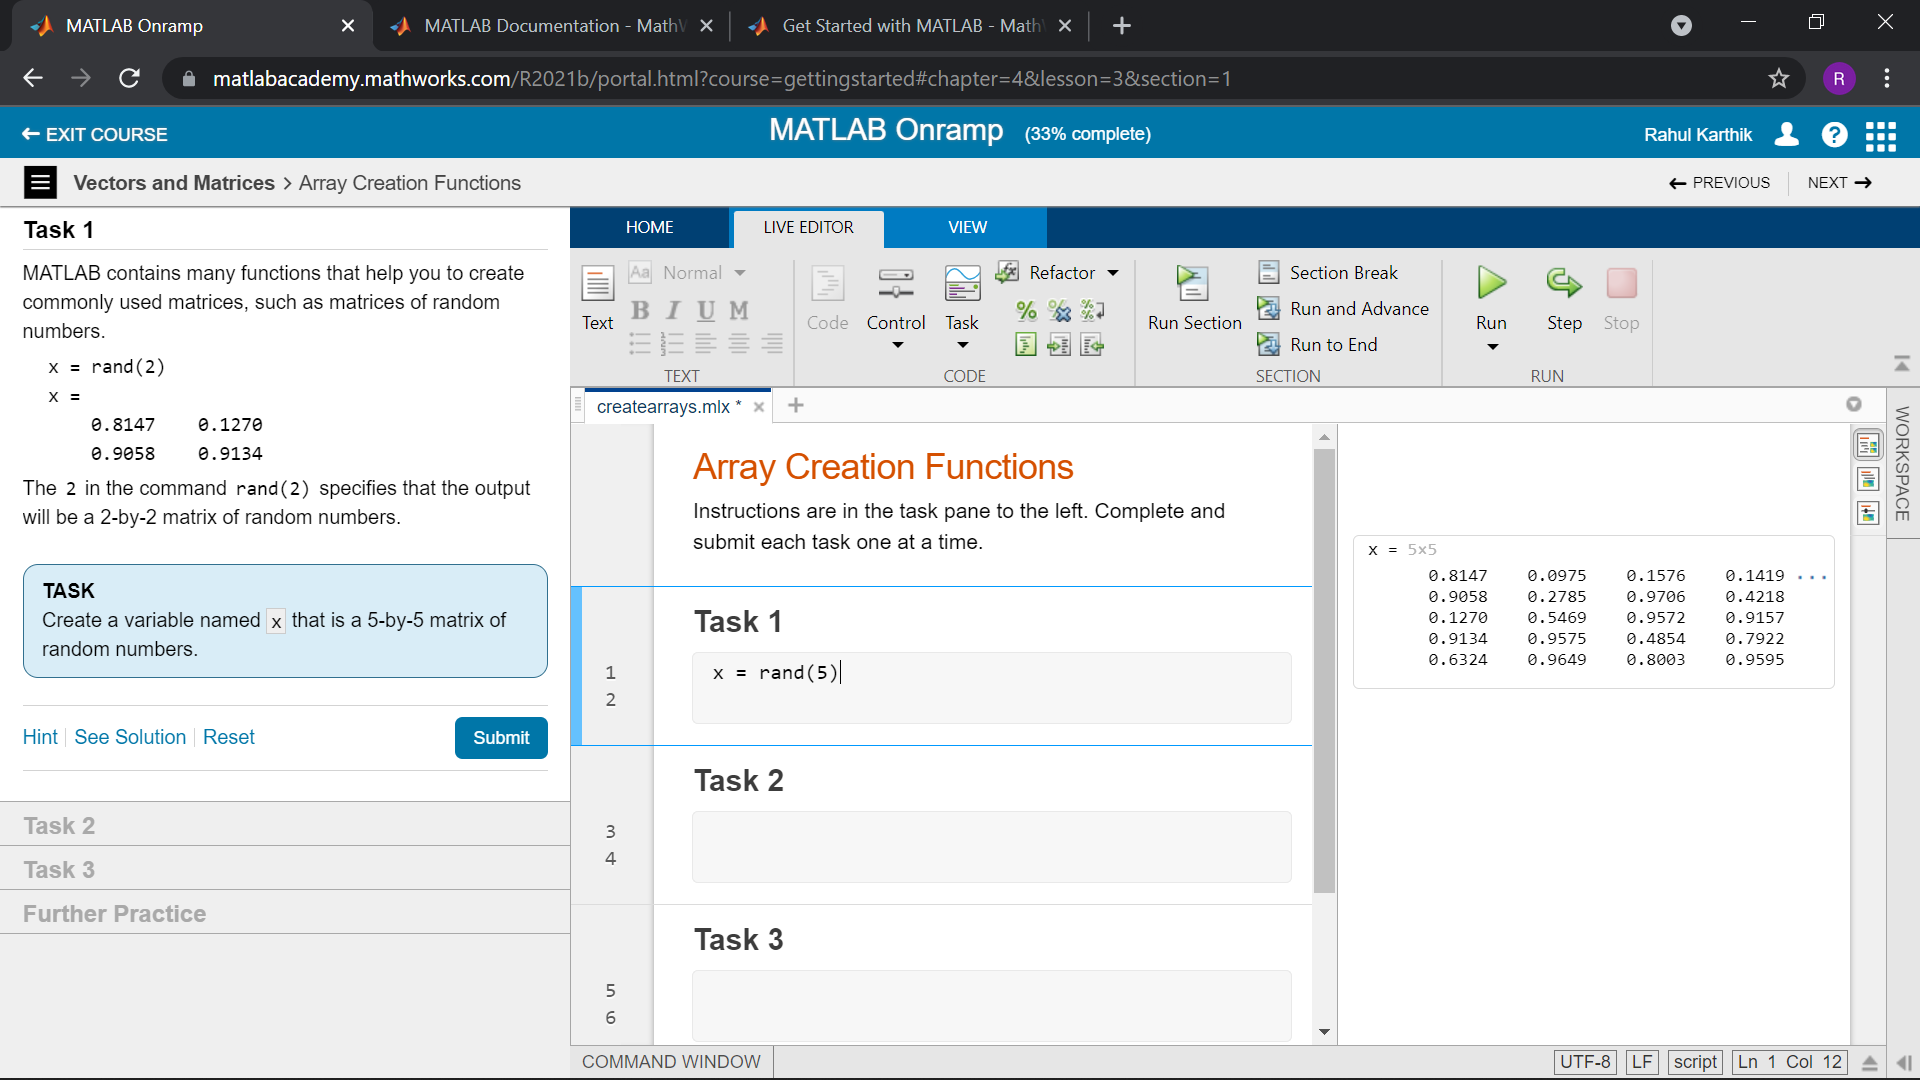 MATLAB Onramp
MATLAB Documentation - Math
Get Started with MATLAB - Math
matlabacademy.mathworks.com/R2021b/portal.html?course=gettingstarted#chapter=4&lesson=3&section=1
R
EXIT COURSE
MATLAB Onramp (33% complete)
Rahul Karthik
Vectors and Matrices > Array Creation Functions
PREVIOUS
NEXT
Task 1
MATLAB contains many functions that help you to create
commonly used matrices, such as matrices of random
numbers.
x = rand(2)
x =
0.8147 0.1270
0.9058 0.9134
The 2 in the command rand(2) specifies that the output
will be a 2-by-2 matrix of random numbers.
TASK
Create a variable named x that is a 5-by-5 matrix of
random numbers.
Hint
See Solution
Reset
Submit
Task 2
Task 3
Further Practice
HOME
LIVE EDITOR
VIEW
Text
Aa Normal
B I U M
TEXT
Code
Control
Task
Refactor
CODE
Run Section
Section Break
Run and Advance
Run to End
SECTION
Run
Step
Stop
RUN
createarrays.mlx *
WORKSPACE
Array Creation Functions
Instructions are in the task pane to the left. Complete and
submit each task one at a time.
Task 1
1 x = rand(5)
2
Task 2
3
4
Task 3
5
6
x = 5×5
0.8147 0.0975 0.1576 0.1419 ...
0.9058 0.2785 0.9706 0.4218
0.1270 0.5469 0.9572 0.9157
0.9134 0.9575 0.4854 0.7922
0.6324 0.9649 0.8003 0.9595
COMMAND WINDOW
UTF-8
LF
script
Ln 1 Col 12